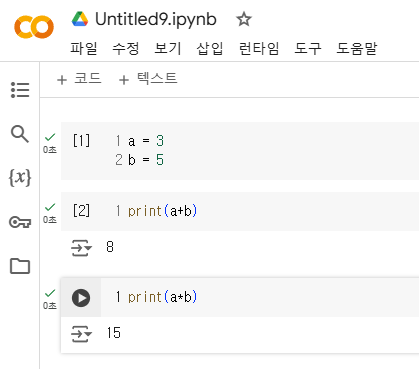 CO Untitled9.ipynb
파일 수정 보기 삽입 런타임 도구 도움말
+ 코드 + 텍스트
[1] 1 a = 3
0초 2 b = 5
[2] 1 print(a+b)
0초
8
1 print(a*b)
0초
15
{x}